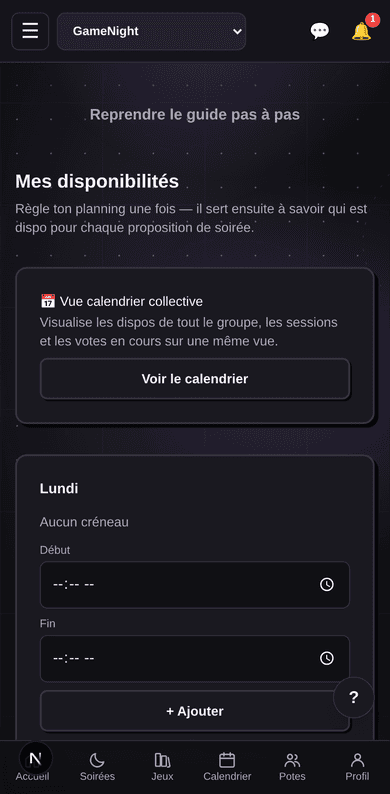 GameNight
1
Reprendre le guide pas à pas
Mes disponibilités
Règle ton planning une fois — il sert ensuite à savoir qui est
dispo pour chaque proposition de soirée.
📅 Vue calendrier collective
Visualise les dispos de tout le groupe, les sessions
et les votes en cours sur une même vue.
Voir le calendrier
Lundi
Aucun créneau
Début
--:-- --
Fin
--:-- --
+ Ajouter
?
N
Accueil
Soirées
Jeux
Calendrier
Potes
Profil